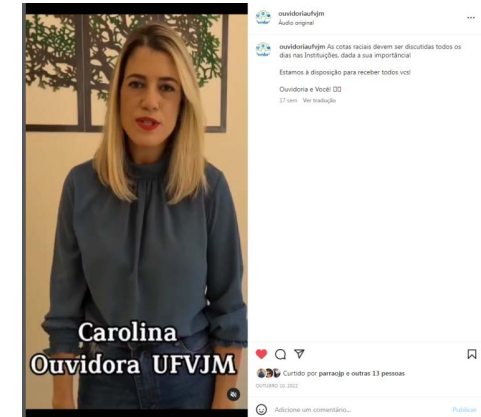 Carolina
Ouvidora UFVJM
ouvidoriaufvjm
Áudio original
ouvidoriaufvjm As cotas raciais devem ser discutidas todos os
dias nas Instituições, dada a sua importância!
Estamos à disposição para receber todos vcs!
Ouvidoria e Você!
17 sem Ver tradução
Curtido por parraojp e outras 13 pessoas
OUTUBRO 10, 2022
Adicione um comentário...
Publicar